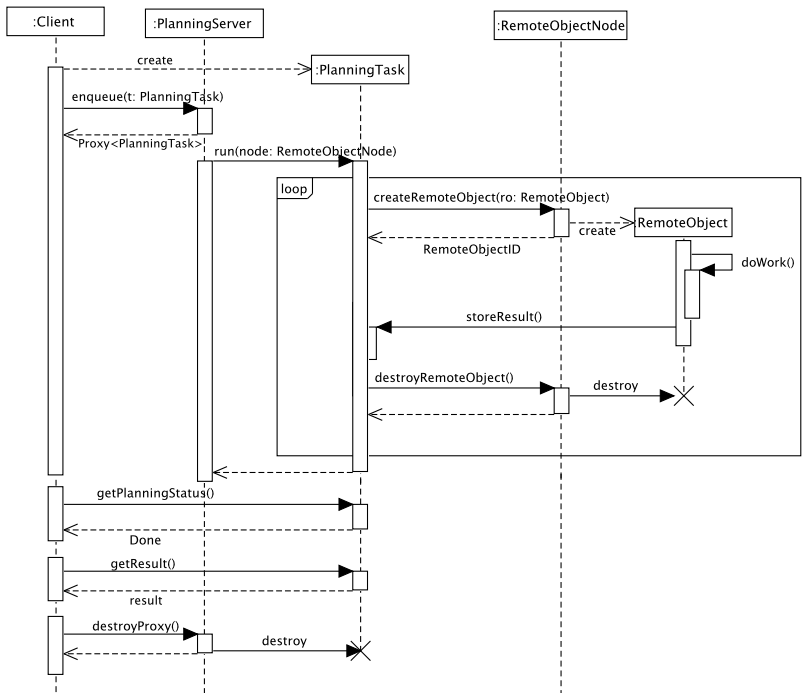 :Client
:PlanningServer
:RemoteObjectNode
create
:PlanningTask
enqueue(t: PlanningTask)
Proxy<PlanningTask>
run(node: RemoteObjectNode)
loop
createRemoteObject(ro: RemoteObject)
RemoteObject
create
RemoteObjectID
doWork()
storeResult()
destroyRemoteObject()
destroy
getPlanningStatus()
Done
getResult()
result
destroyProxy()
destroy